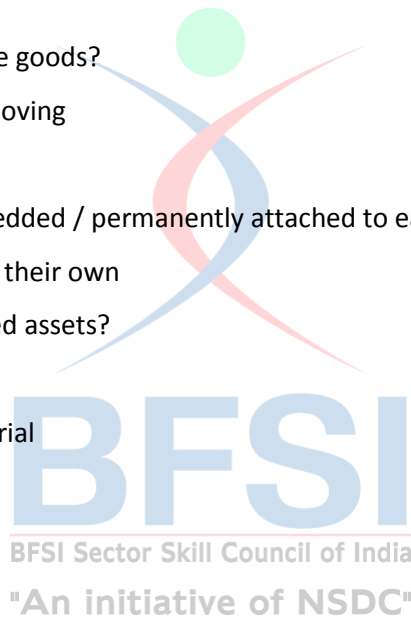 e goods?
oving
edded / permanently attached to ea
their own
ed assets?
rial
BFSI
BFSI Sector Skill Council of India
"An initiative of NSDC"